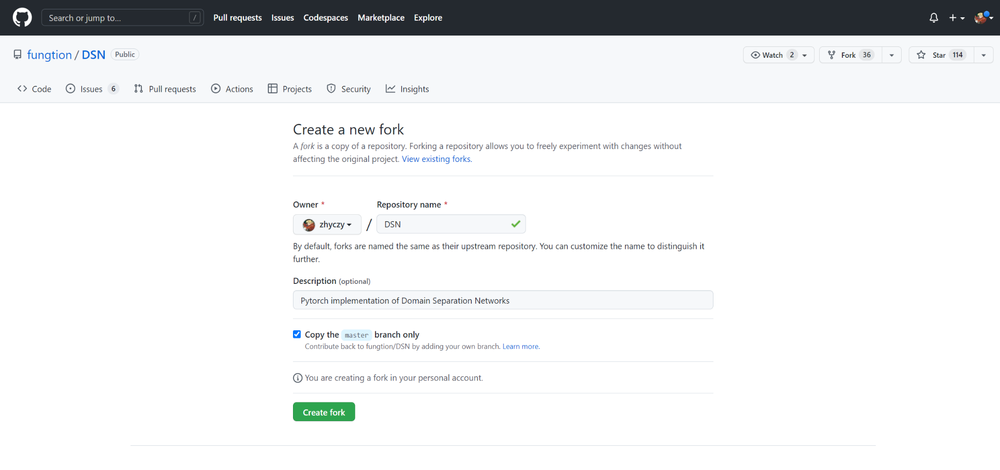 Search or jump to... / Pull requests Issues Codespaces Marketplace Explore
fungtion / DSN Public Watch 2 Fork 36 Star 114
Code Issues 6 Pull requests Actions Projects Security Insights
Create a new fork
A fork is a copy of a repository. Forking a repository allows you to freely experiment with changes without
affecting the original project. View existing forks.
Owner * Repository name *
zhyczy / DSN
By default, forks are named the same as their upstream repository. You can customize the name to distinguish it
further.
Description (optional)
Pytorch implementation of Domain Separation Networks
Copy the master branch only
Contribute back to fungtion/DSN by adding your own branch. Learn more.
You are creating a fork in your personal account.
Create fork